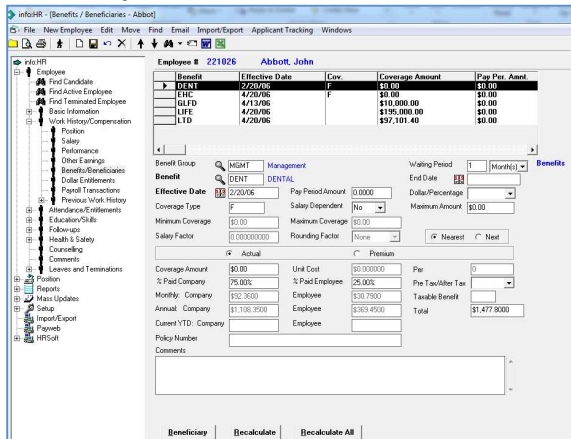 info:HR - [Benefits / Beneficiaries - Abbot]
File New Employee Edit Move Find Email Import/Export Applicant Tracking Windows
info:HR
Employee
Find Candidate
Find Active Employee
Find Terminated Employee
Basic Information
Work History/Compensation
Position
Salary
Performance
Other Earnings
Benefits/Beneficiaries
Dollar Entitlements
Payroll Transactions
Previous Work History
Attendance/Entitlements
Education/Skills
Follow-ups
Health & Safety
Counselling
Comments
Leaves and Terminations
Position
Reports
Mass Updates
Setup
Import/Export
Payweb
HRSoft
Employee # 221026 Abbott, John
Benefit Effective Date Cov. Coverage Amount Pay Per. Amnt.
DENT 2/20/06 F $0.00 $0.00
EHC 4/20/06 F $0.00 $0.00
GLFD 4/13/06 $10,000.00 $0.00
LIFE 4/20/06 $195,000.00 $0.00
LTD 4/20/06 $97,101.40 $0.00
Benefit Group MGMT Management Waiting Period 1 Month(s) Benefits
Benefit DENT DENTAL End Date
Effective Date 2/20/06 Pay Period Amount 0.0000 Dollar/Percentage
Coverage Type F Salary Dependent No Maximum Amount $0.00
Minimum Coverage $0.00 Maximum Coverage $0.00
Salary Factor 0.000000000 Rounding Factor None Nearest Next
Actual Premium
Coverage Amount $0.00 Unit Cost $0.000000 Per 0
% Paid Company 75.00% % Paid Employee 25.00% Pre Tax/After Tax
Monthly: Company $92.3600 Employee $30.7900 Taxable Benefit
Annual: Company $1,108.3500 Employee $369.4500 Total $1,477.8000
Current YTD: Company Employee
Policy Number
Comments
Beneficiary Recalculate Recalculate All